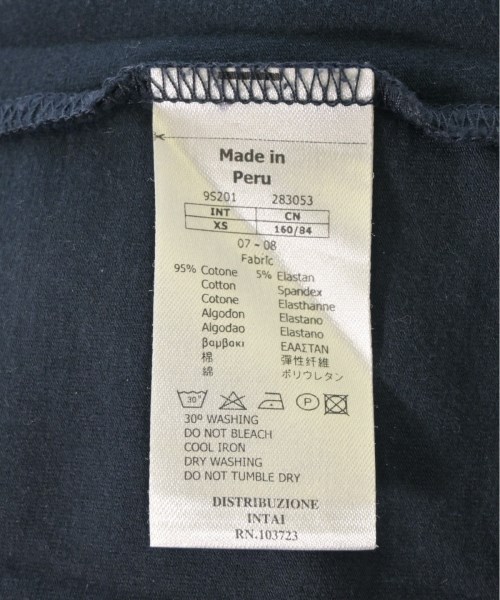 Made in
Peru
9S201 283053
INT CN
XS 160/84
07 - 08
Fabric
95% Cotone 5% Elastan
Cotton Spandex
Cotone Elasthanne
Algodon Elastano
Algodao Elastano
βαμβακι ΕΛΑΣΤΑΝ
棉 彈性纤維
綿 ポリウレタン
30°
P
30º WASHING
DO NOT BLEACH
COOL IRON
DRY WASHING
DO NOT TUMBLE DRY
DISTRIBUZIONE
INTAI
RN.103723